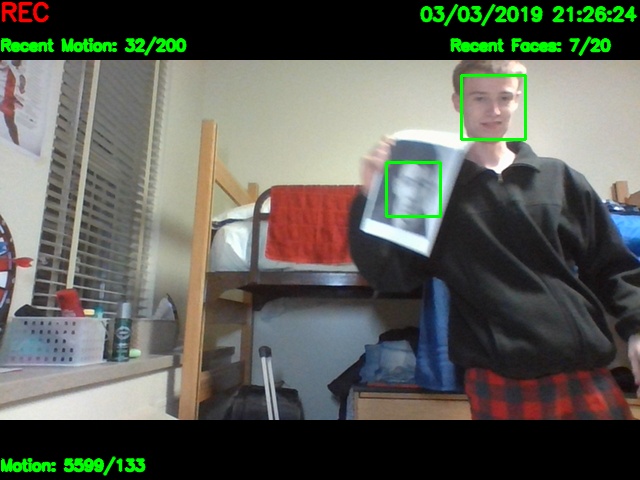 REC
03/03/2019 21:26:24
Recent Motion: 32/200
Recent Faces: 7/20
Motion: 5599/133